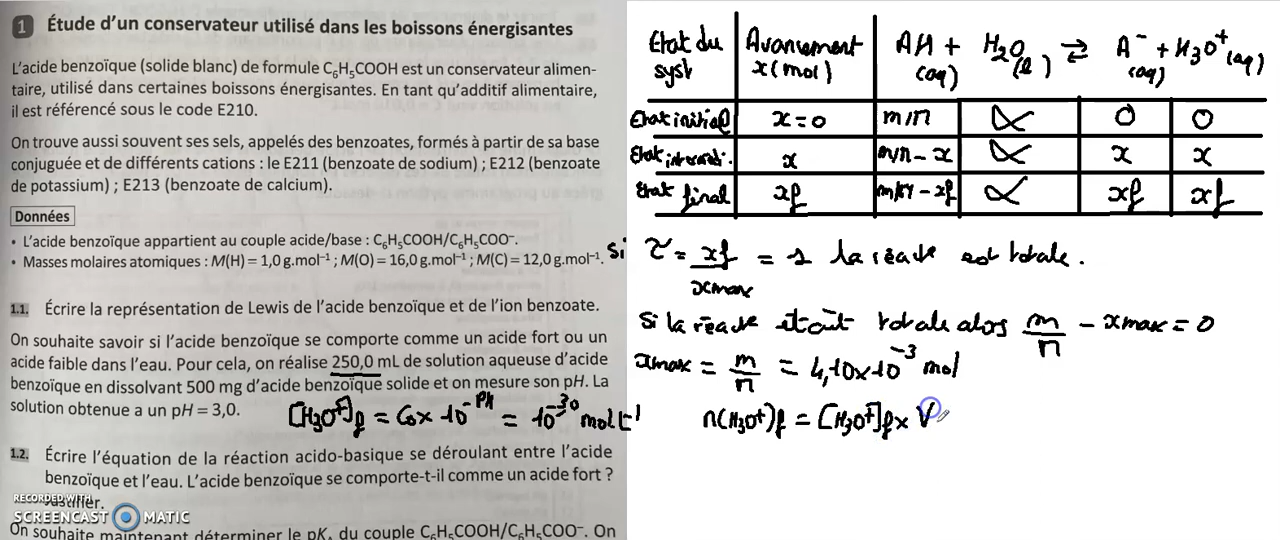 1 Étude d'un conservateur utilisé dans les boissons énergisantes
L'acide benzoïque (solide blanc) de formule C₆H₅COOH est un conservateur alimen-
taire, utilisé dans certaines boissons énergisantes. En tant qu'additif alimentaire,
il est référencé sous le code E210.
On trouve aussi souvent ses sels, appelés des benzoates, formés à partir de sa base
conjuguée et de différents cations : le E211 (benzoate de sodium) ; E212 (benzoate
de potassium) ; E213 (benzoate de calcium).
Données
• L'acide benzoïque appartient au couple acide/base : C₆H₅COOH/C₆H₅COO⁻.
• Masses molaires atomiques : M(H) = 1,0 g.mol⁻¹ ; M(O) = 16,0 g.mol⁻¹ ; M(C) = 12,0 g.mol⁻¹.
1.1. Écrire la représentation de Lewis de l'acide benzoïque et de l'ion benzoate.
On souhaite savoir si l'acide benzoïque se comporte comme un acide fort ou un
acide faible dans l'eau. Pour cela, on réalise 250,0 mL de solution aqueuse d'acide
benzoïque en dissolvant 500 mg d'acide benzoïque solide et on mesure son pH. La
solution obtenue a un pH = 3,0.
[H₃O⁺]f = C₀ × 10^-pH = 10^-3,0 mol L⁻¹
1.2. Écrire l'équation de la réaction acido-basique se déroulant entre l'acide
benzoïque et l'eau. L'acide benzoïque se comporte-t-il comme un acide fort ?
RECORDED WITH
SCREENCAST MATIC
On souhaite maintenant déterminer le pKₐ du couple C₆H₅COOH/C₆H₅COO⁻. On
Etat du syst | Avancement x (mol) | AH (aq) + H₂O (l) ⇄ A⁻ (aq) + H₃O⁺ (aq)
Etat initial | x = 0 | m/M | ∝ | 0 | 0
Etat intermédi. | x | m/M - x | ∝ | x | x
Etat final | xf | m/M - xf | ∝ | xf | xf
Si τ = xf / xmax = 1 la réact est totale.
Si la réact était totale alors m/M - xmax = 0
xmax = m/M = 4,10 × 10⁻³ mol
n(H₃O⁺)f = [H₃O⁺]f × V